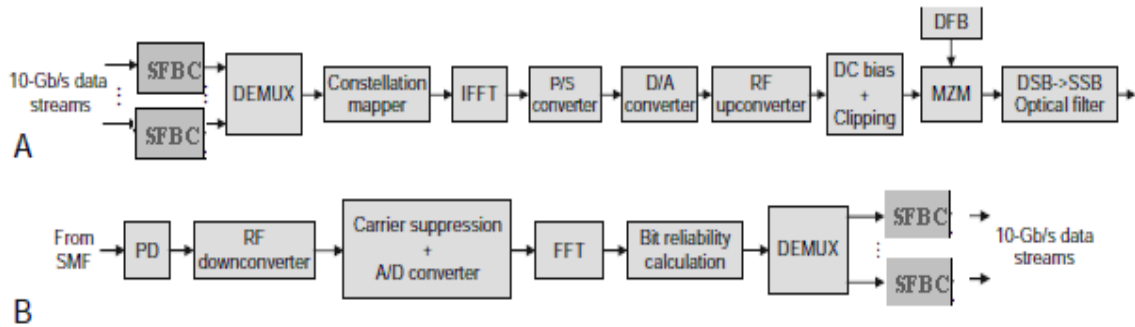 DFB
10-Gb/s data
streams
SFBC
SFBC
DEMUX
Constellation
mapper
IFFT
P/S
converter
D/A
converter
RF
upconverter
DC bias
+
Clipping
MZM
DSB->SSB
Optical filter
A
From
SMF
PD
RF
downconverter
Carrier suppression
+
A/D converter
FFT
Bit reliability
calculation
DEMUX
SFBC
SFBC
10-Gb/s data
streams
B